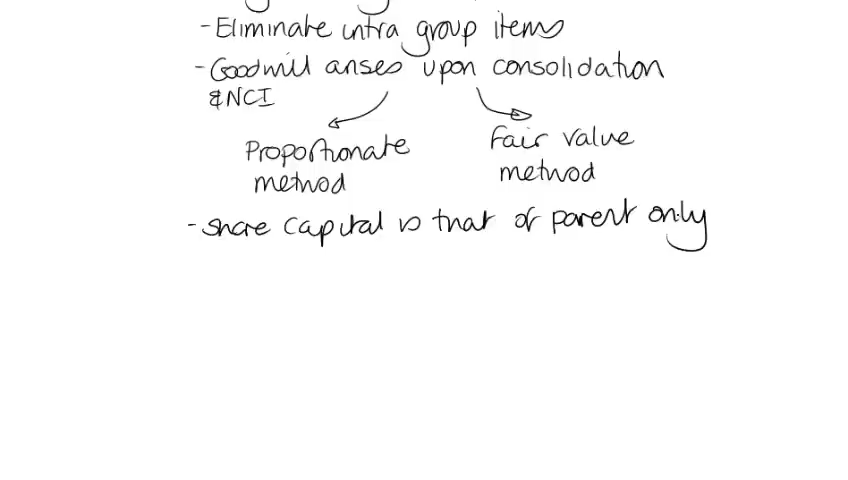 - Eliminate intra group items
- Goodwill arises upon consolidation
& NCI
Proportionate
method
Fair value
method
- Share capital is that of parent only